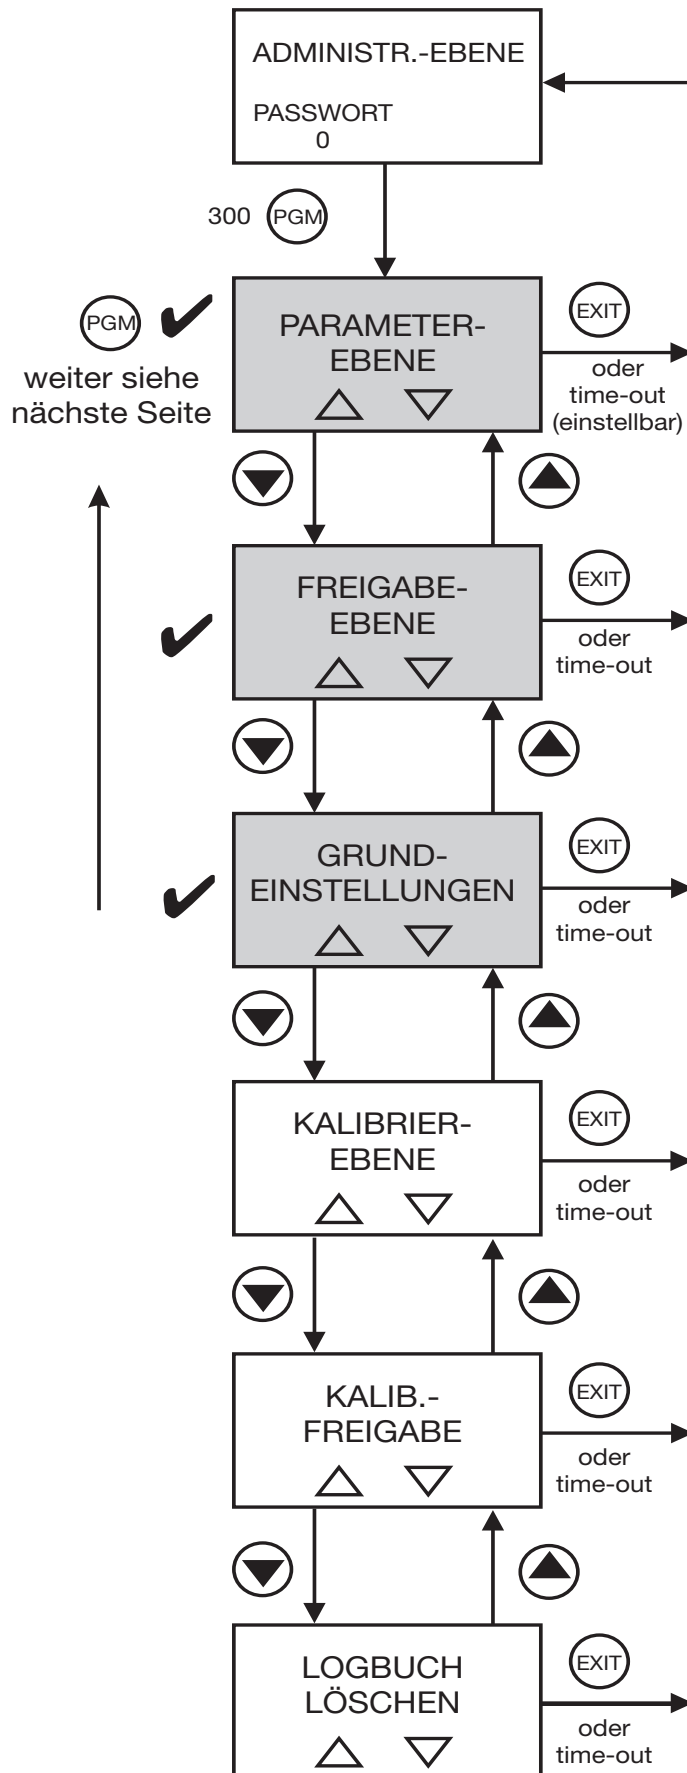 ADMINISTR.-EBENE
PASSWORT
0
300 PGM
PGM
weiter siehe
nächste Seite
PARAMETER-
EBENE
EXIT
oder
time-out
(einstellbar)
FREIGABE-
EBENE
EXIT
oder
time-out
GRUND-
EINSTELLUNGEN
EXIT
oder
time-out
KALIBRIER-
EBENE
EXIT
oder
time-out
KALIB.-
FREIGABE
EXIT
oder
time-out
LOGBUCH
LÖSCHEN
EXIT
oder
time-out